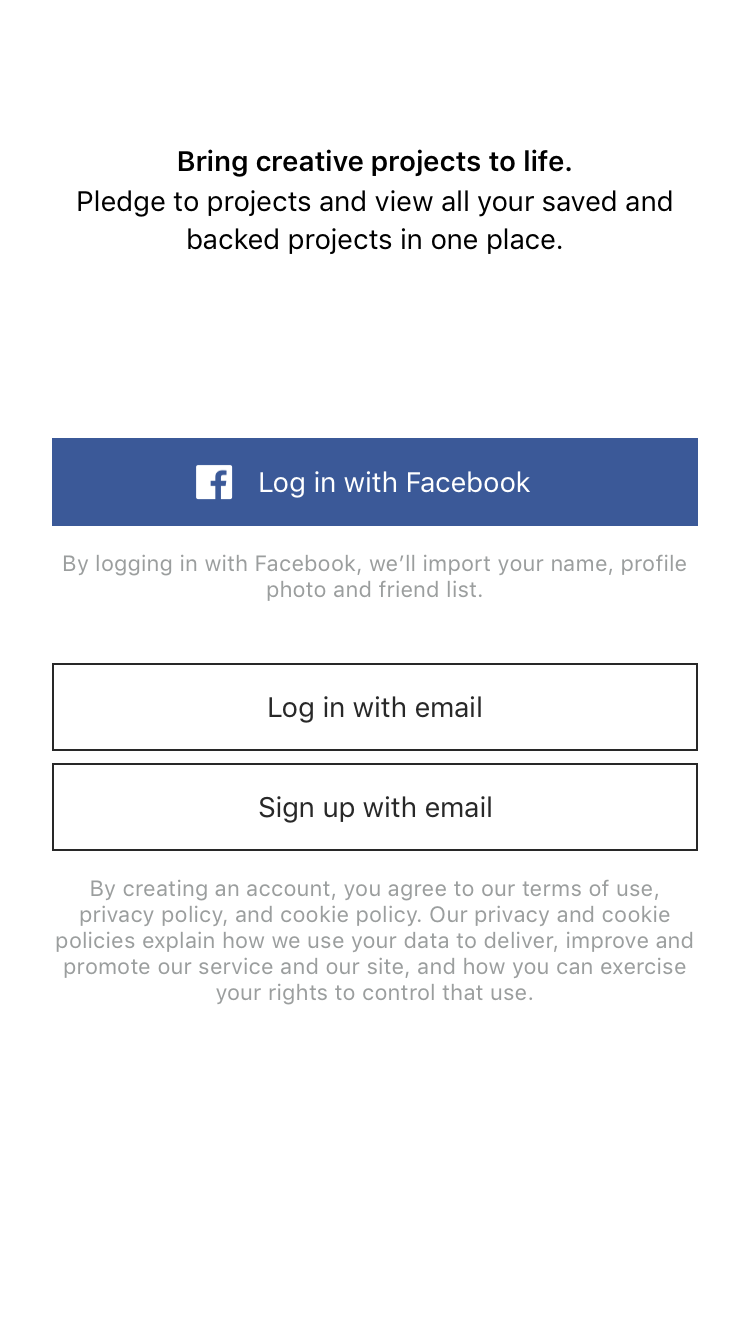 Bring creative projects to life.
Pledge to projects and view all your saved and
backed projects in one place.
Log in with Facebook
By logging in with Facebook, we’ll import your name, profile
photo and friend list.
Log in with email
Sign up with email
By creating an account, you agree to our terms of use,
privacy policy, and cookie policy. Our privacy and cookie
policies explain how we use your data to deliver, improve and
promote our service and our site, and how you can exercise
your rights to control that use.